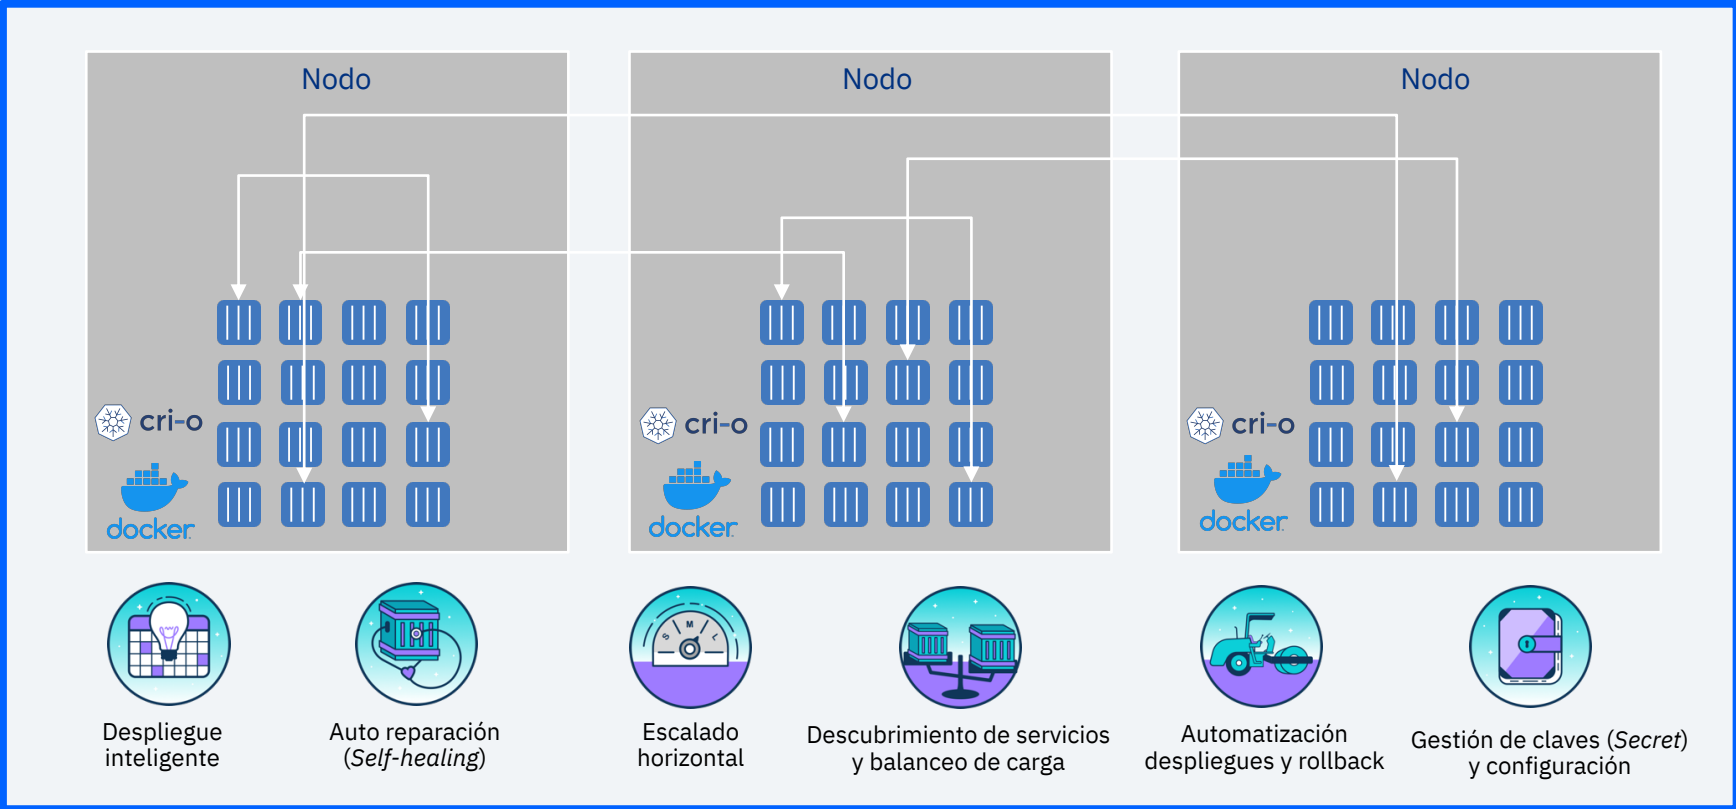 Nodo
Nodo
Nodo
cri-o
docker
cri-o
docker
cri-o
docker
S M L
Despliegue
inteligente
Auto reparación
(Self-healing)
Escalado
horizontal
Descubrimiento de servicios
y balanceo de carga
Automatización
despliegues y rollback
Gestión de claves (Secret)
y configuración